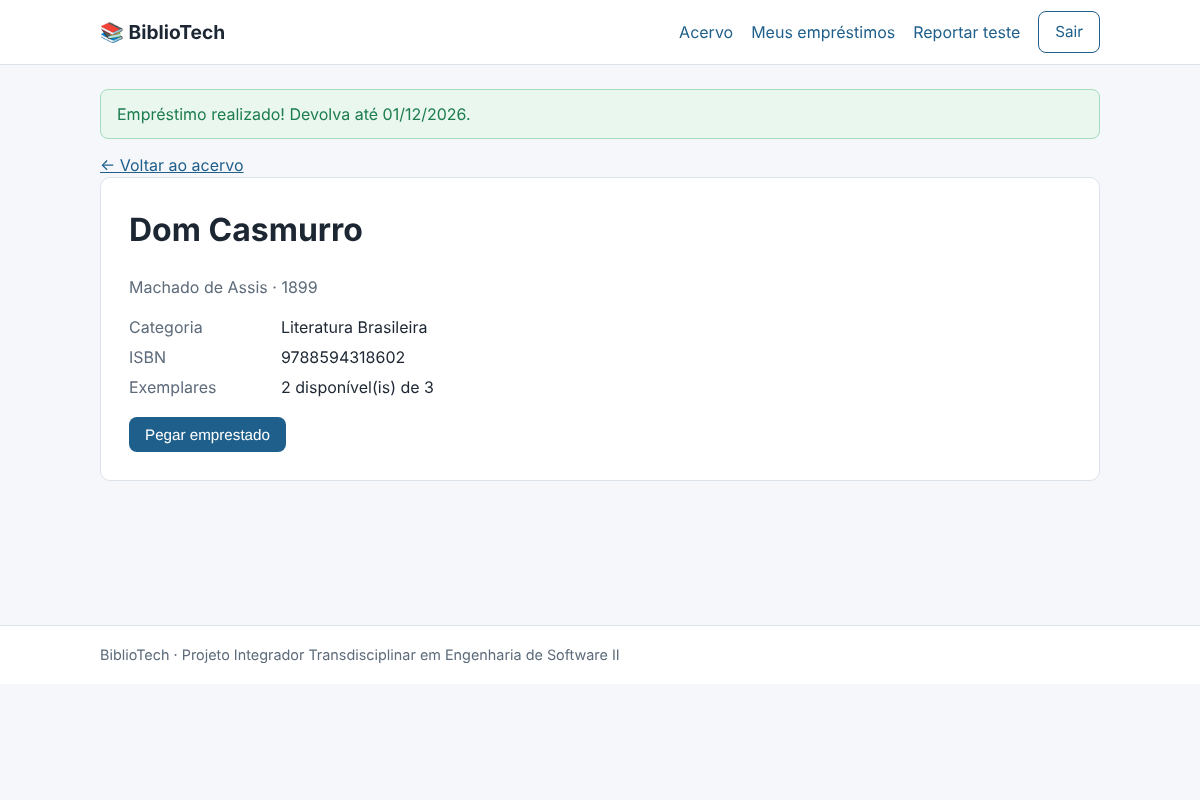 📚 BiblioTech
Acervo Meus empréstimos Reportar teste Sair
Empréstimo realizado! Devolva até 01/12/2026.
← Voltar ao acervo
Dom Casmurro
Machado de Assis · 1899
Categoria Literatura Brasileira
ISBN 9788594318602
Exemplares 2 disponível(is) de 3
Pegar emprestado
BiblioTech · Projeto Integrador Transdisciplinar em Engenharia de Software II